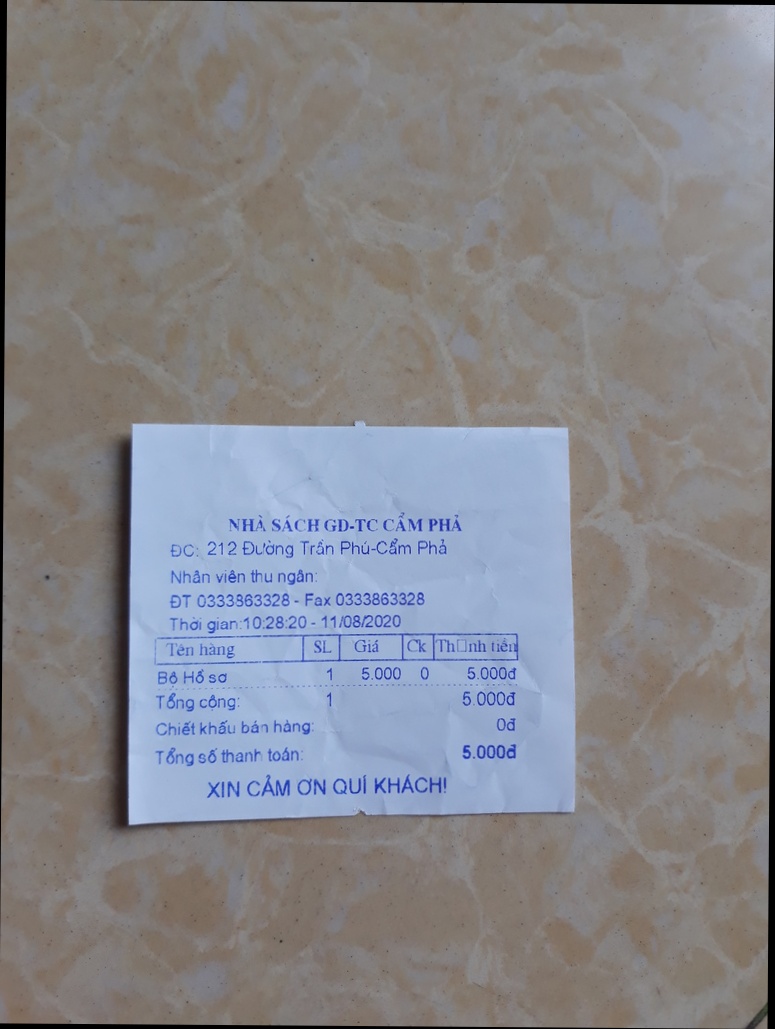 NHÀ SÁCH GD-TC CẨM PHẢ
ĐC: 212 Đường Trần Phú-Cẩm Phả
Nhân viên thu ngân:
ĐT 0333863328 - Fax 0333863328
Thời gian:10:28:20 - 11/08/2020
Tên hàng SL Giá Ck Th□nh tiền
Bộ Hồ sơ 1 5.000 0 5.000đ
Tổng cộng: 1 5.000đ
Chiết khấu bán hàng: 0đ
Tổng số thanh toán: 5.000đ
XIN CẢM ƠN QUÍ KHÁCH!